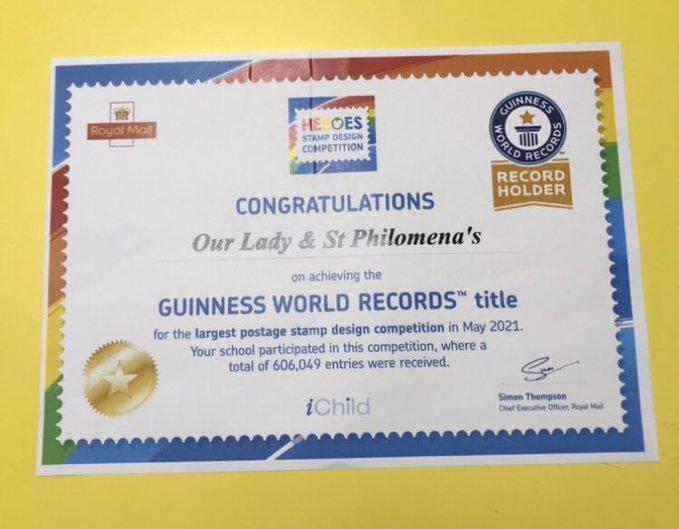 Royal Mail
HEROES
STAMP DESIGN
COMPETITION
GUINNESS
WORLD RECORDS™
RECORD
HOLDER
CONGRATULATIONS
Our Lady & St Philomena's
on achieving the
GUINNESS WORLD RECORDS™ title
for the largest postage stamp design competition in May 2021.
Your school participated in this competition, where a
total of 606,049 entries were received.
iChild
Simon Thompson
Chief Executive Officer, Royal Mail